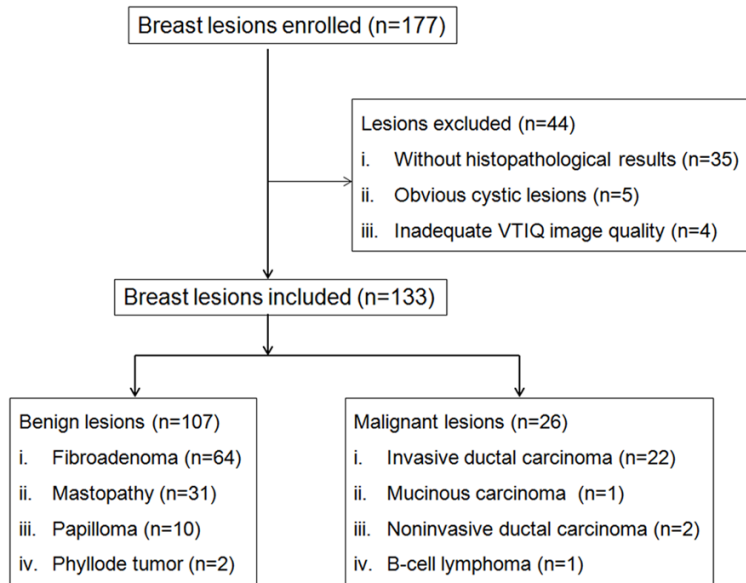 Breast lesions enrolled (n=177)
Lesions excluded (n=44)
i. Without histopathological results (n=35)
ii. Obvious cystic lesions (n=5)
iii. Inadequate VTIQ image quality (n=4)
Breast lesions included (n=133)
Benign lesions (n=107)
i. Fibroadenoma (n=64)
ii. Mastopathy (n=31)
iii. Papilloma (n=10)
iv. Phyllode tumor (n=2)
Malignant lesions (n=26)
i. Invasive ductal carcinoma (n=22)
ii. Mucinous carcinoma (n=1)
iii. Noninvasive ductal carcinoma (n=2)
iv. B-cell lymphoma (n=1)